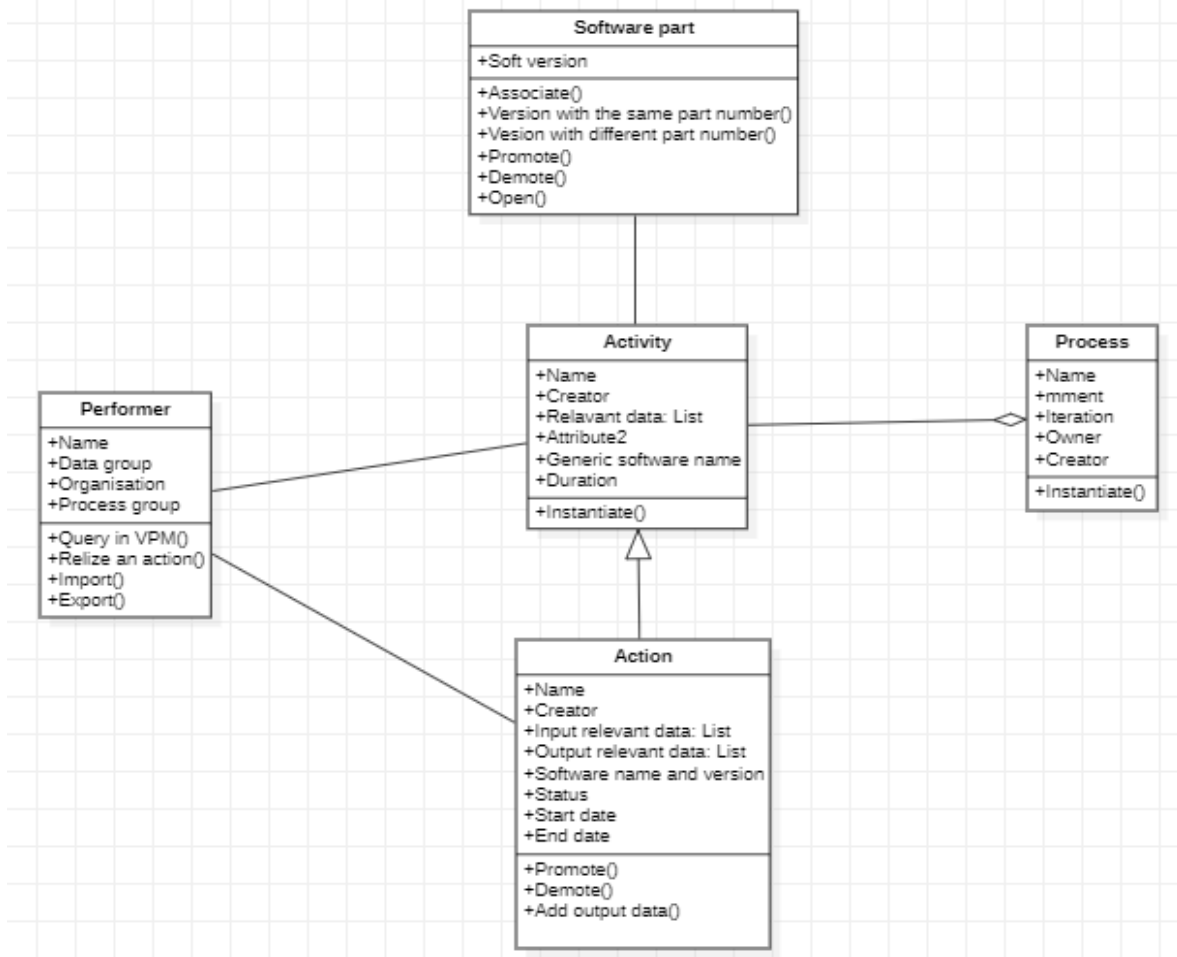 Software part
+Soft version
+Associate()
+Version with the same part number()
+Vesion with different part number()
+Promote()
+Demote()
+Open()
Activity
+Name
+Creator
+Relavant data: List
+Attribute2
+Generic software name
+Duration
+Instantiate()
Process
+Name
+mment
+Iteration
+Owner
+Creator
+Instantiate()
Performer
+Name
+Data group
+Organisation
+Process group
+Query in VPM()
+Relize an action()
+Import()
+Export()
Action
+Name
+Creator
+Input relevant data: List
+Output relevant data: List
+Software name and version
+Status
+Start date
+End date
+Promote()
+Demote()
+Add output data()